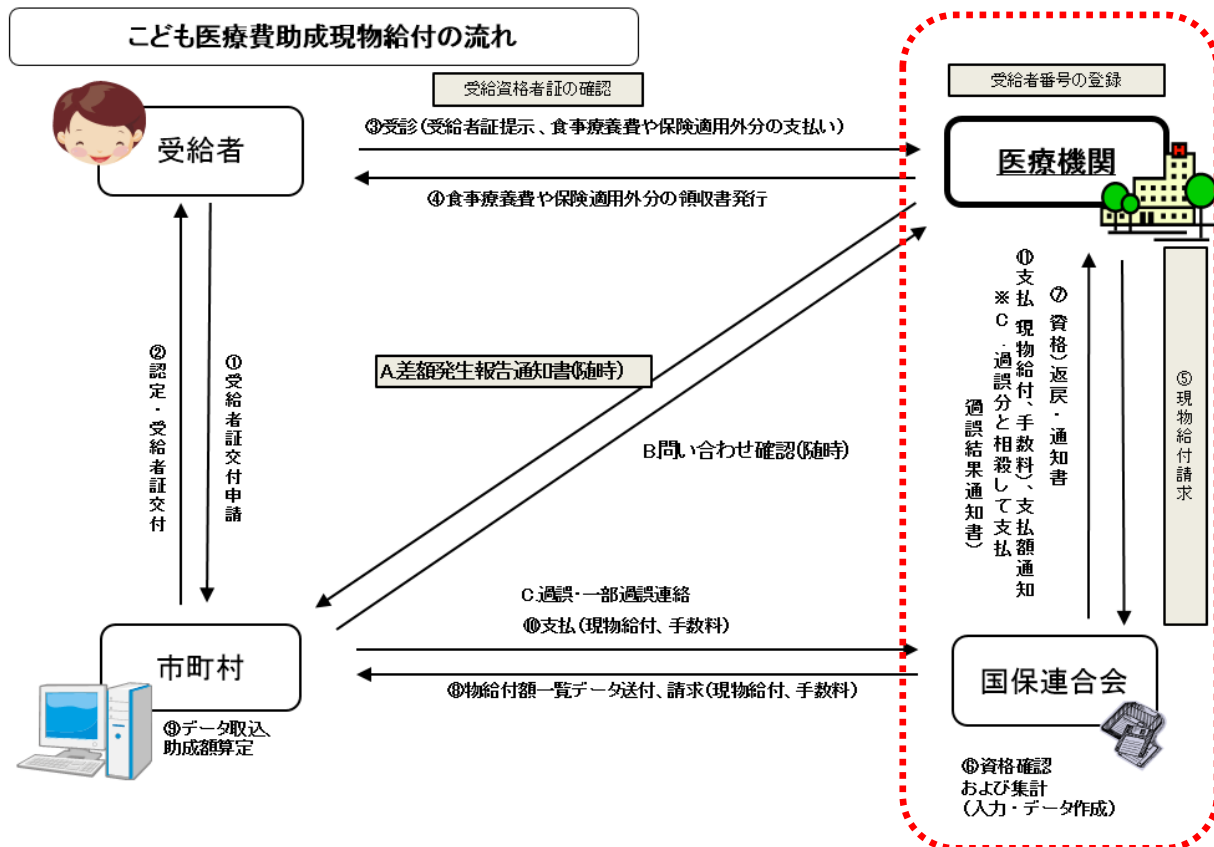 こども医療費助成現物給付の流れ
受給資格者証の確認
受給者番号の登録
③受診(受給者証提示、食事療養費や保険適用外分の支払い)
受給者
医療機関
④食事療養費や保険適用外分の領収書発行
②認定・受給者証交付
①受給者証交付申請
A.差額発生報告通知書(随時)
B.問い合わせ確認(随時)
⑦(資格)返戻・通知書
⑪支払(現物給付、手数料)、支払額通知
※C.過誤分と相殺して支払
過誤結果通知書)
⑤現物給付請求
C.過誤・一部過誤連絡
⑩支払(現物給付、手数料)
市町村
国保連合会
⑧物給付額一覧データ送付、請求(現物給付、手数料)
⑨データ取込、
助成額算定
⑥資格確認
および集計
(入力・データ作成)